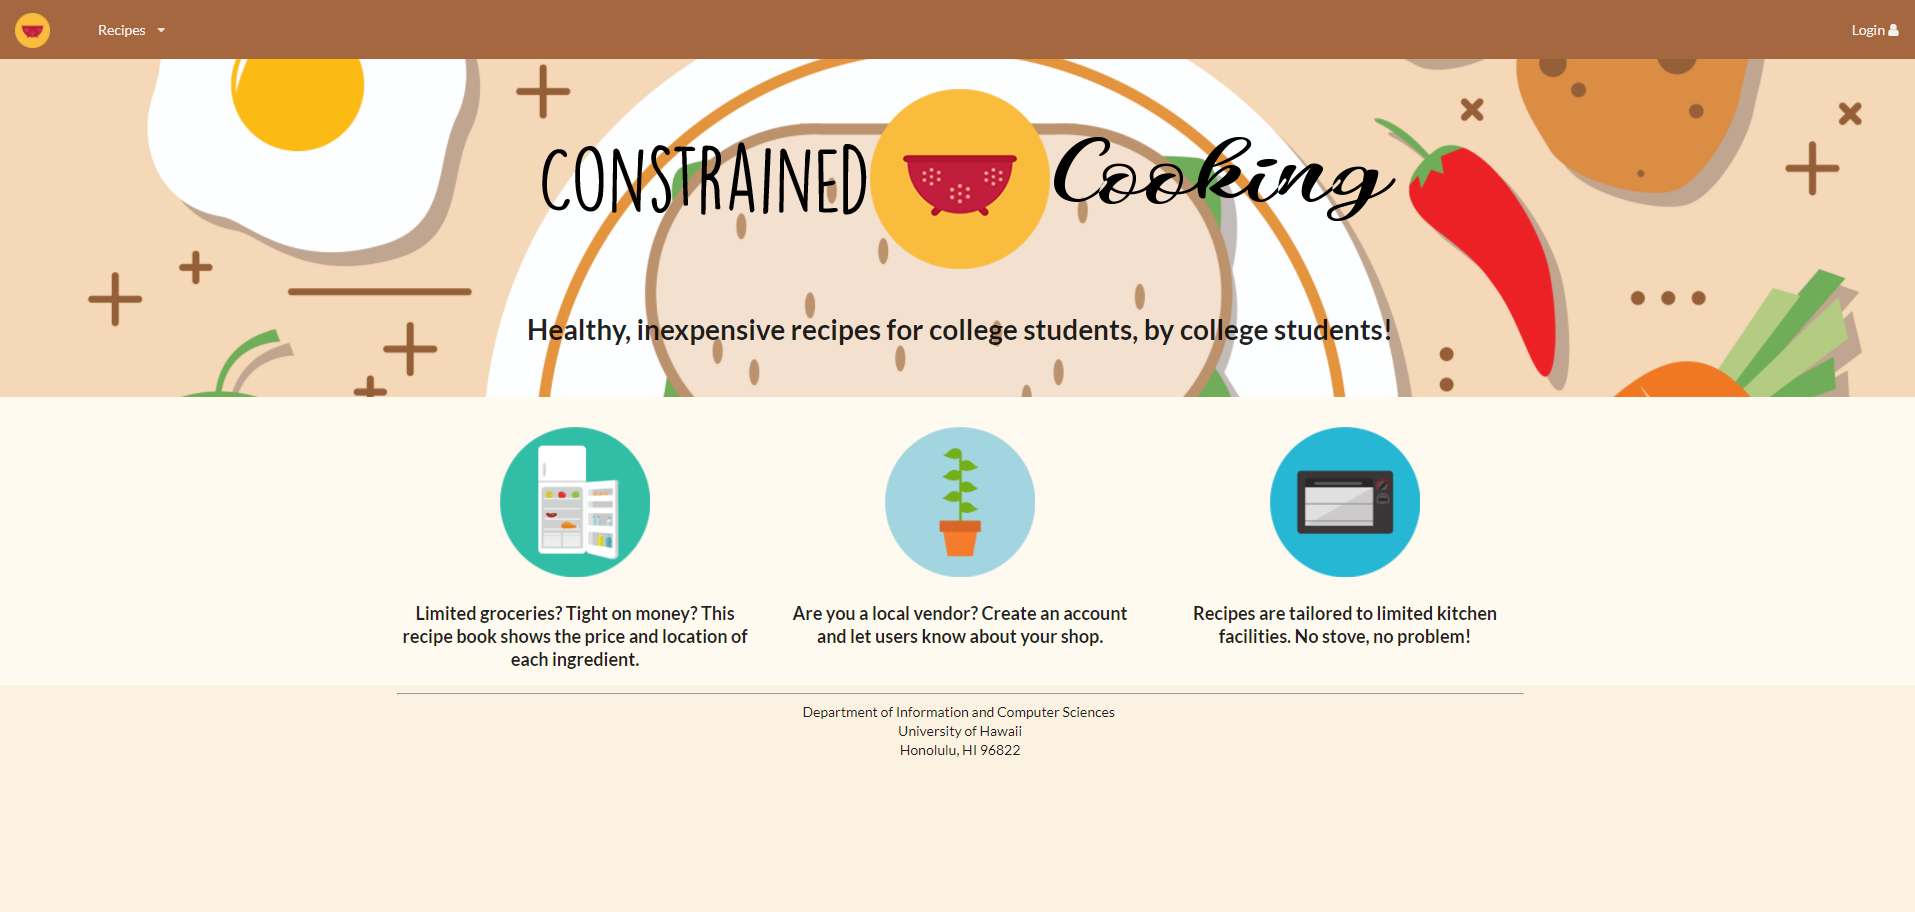 Recipes
Login
CONSTRAINED Cooking
Healthy, inexpensive recipes for college students, by college students!
Limited groceries? Tight on money? This
recipe book shows the price and location of
each ingredient.
Are you a local vendor? Create an account
and let users know about your shop.
Recipes are tailored to limited kitchen
facilities. No stove, no problem!
Department of Information and Computer Sciences
University of Hawaii
Honolulu, HI 96822